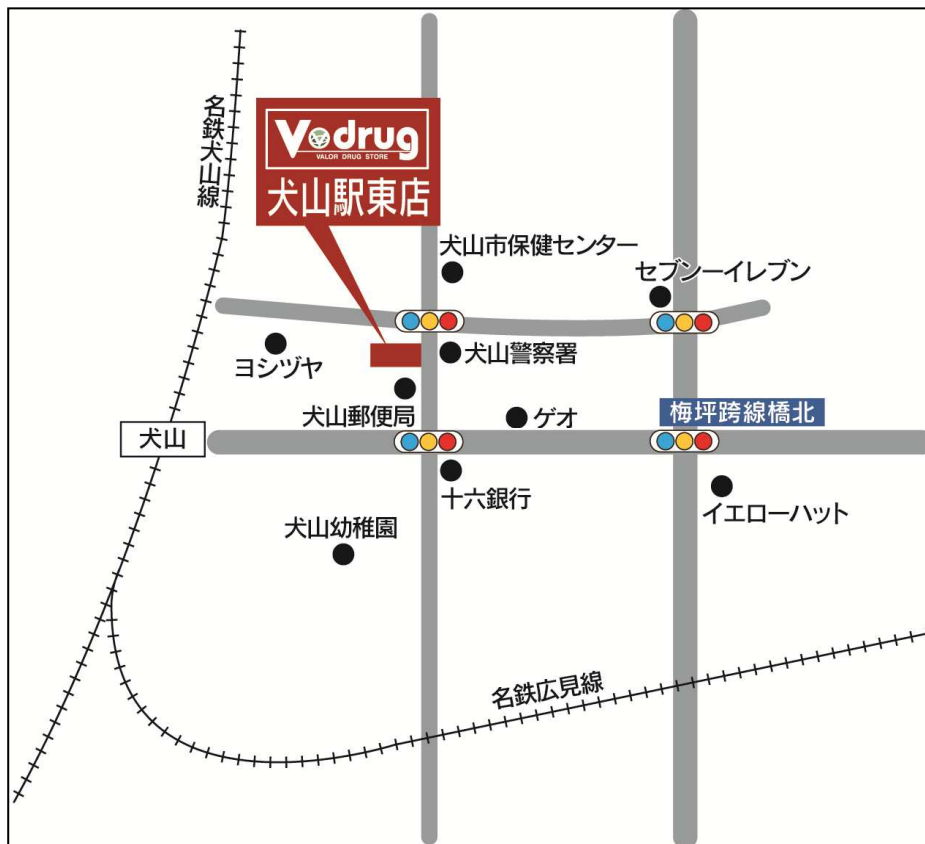 名鉄犬山線
V drug
VALOR DRUG STORE
犬山駅東店
犬山市保健センター
セブンーイレブン
ヨシヅヤ
犬山警察署
犬山郵便局
ゲオ
梅坪跨線橋北
犬山
十六銀行
イエローハット
犬山幼稚園
名鉄広見線